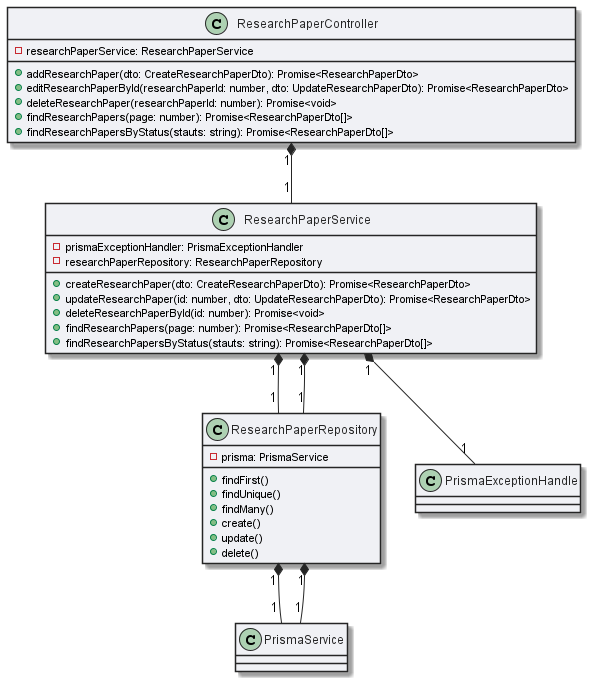 C ResearchPaperController
researchPaperService: ResearchPaperService
addResearchPaper(dto: CreateResearchPaperDto): Promise<ResearchPaperDto>
editResearchPaperById(researchPaperId: number, dto: UpdateResearchPaperDto): Promise<ResearchPaperDto>
deleteResearchPaper(researchPaperId: number): Promise<void>
findResearchPapers(page: number): Promise<ResearchPaperDto[]>
findResearchPapersByStatus(stauts: string): Promise<ResearchPaperDto[]>
1
1
C ResearchPaperService
prismaExceptionHandler: PrismaExceptionHandler
researchPaperRepository: ResearchPaperRepository
createResearchPaper(dto: CreateResearchPaperDto): Promise<ResearchPaperDto>
updateResearchPaper(id: number, dto: UpdateResearchPaperDto): Promise<ResearchPaperDto>
deleteResearchPaperById(id: number): Promise<void>
findResearchPapers(page: number): Promise<ResearchPaperDto[]>
findResearchPapersByStatus(stauts: string): Promise<ResearchPaperDto[]>
1 1 1
1 1
C ResearchPaperRepository
prisma: PrismaService
findFirst()
findUnique()
findMany()
create()
update()
delete()
1
C PrismaExceptionHandle
1 1
1 1
C PrismaService